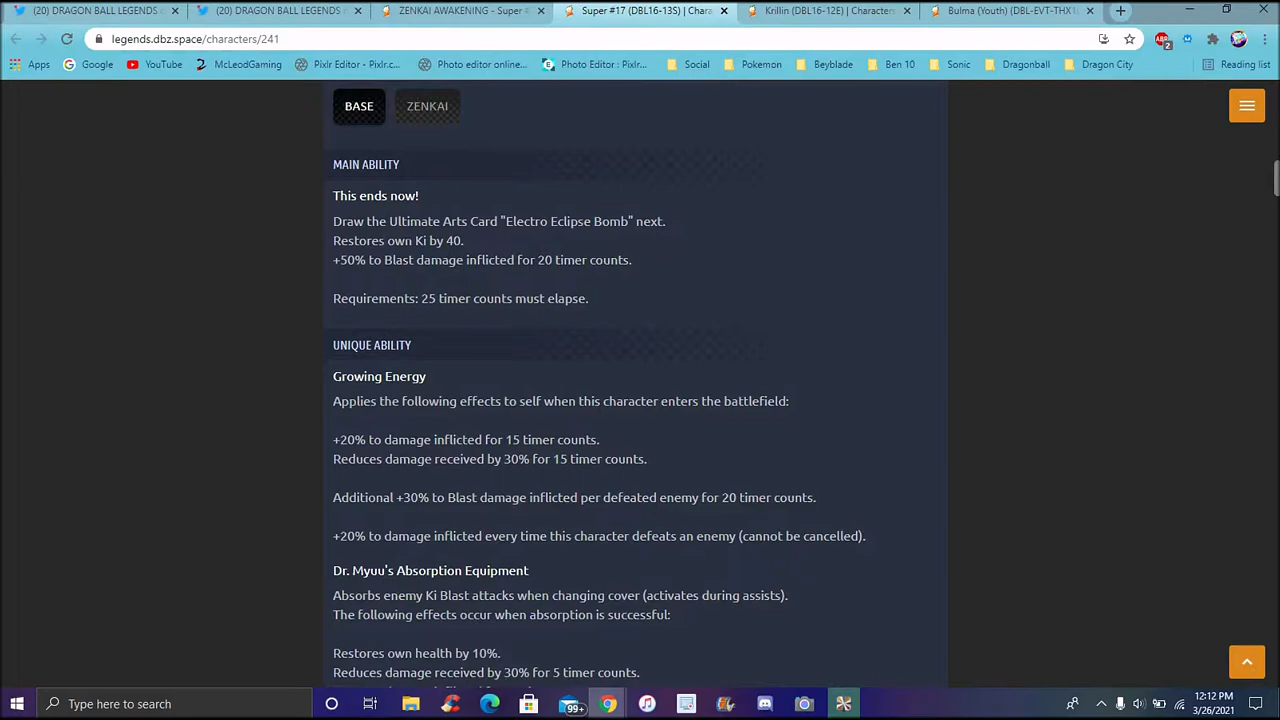 (20) DRAGON BALL LEGENDS
(20) DRAGON BALL LEGENDS
ZENKAI AWAKENING - Super #
Super #17 (DBL16-13S) | Chara
Krillin (DBL16-12E) | Characters
Bulma (Youth) (DBL-EVT-THX1
legends.dbz.space/characters/241
ABP
2
Apps
Google
YouTube
McLeodGaming
Pixlr Editor - Pixlr.c...
Photo editor online...
Photo Editor : Pixlr...
Social
Pokemon
Beyblade
Ben 10
Sonic
Dragonball
Dragon City
Reading list
BASE
ZENKAI
MAIN ABILITY
This ends now!
Draw the Ultimate Arts Card "Electro Eclipse Bomb" next.
Restores own Ki by 40.
+50% to Blast damage inflicted for 20 timer counts.
Requirements: 25 timer counts must elapse.
UNIQUE ABILITY
Growing Energy
Applies the following effects to self when this character enters the battlefield:
+20% to damage inflicted for 15 timer counts.
Reduces damage received by 30% for 15 timer counts.
Additional +30% to Blast damage inflicted per defeated enemy for 20 timer counts.
+20% to damage inflicted every time this character defeats an enemy (cannot be cancelled).
Dr. Myuu's Absorption Equipment
Absorbs enemy Ki Blast attacks when changing cover (activates during assists).
The following effects occur when absorption is successful:
Restores own health by 10%.
Reduces damage received by 30% for 5 timer counts.
Type here to search
99+
12:12 PM
3/26/2021